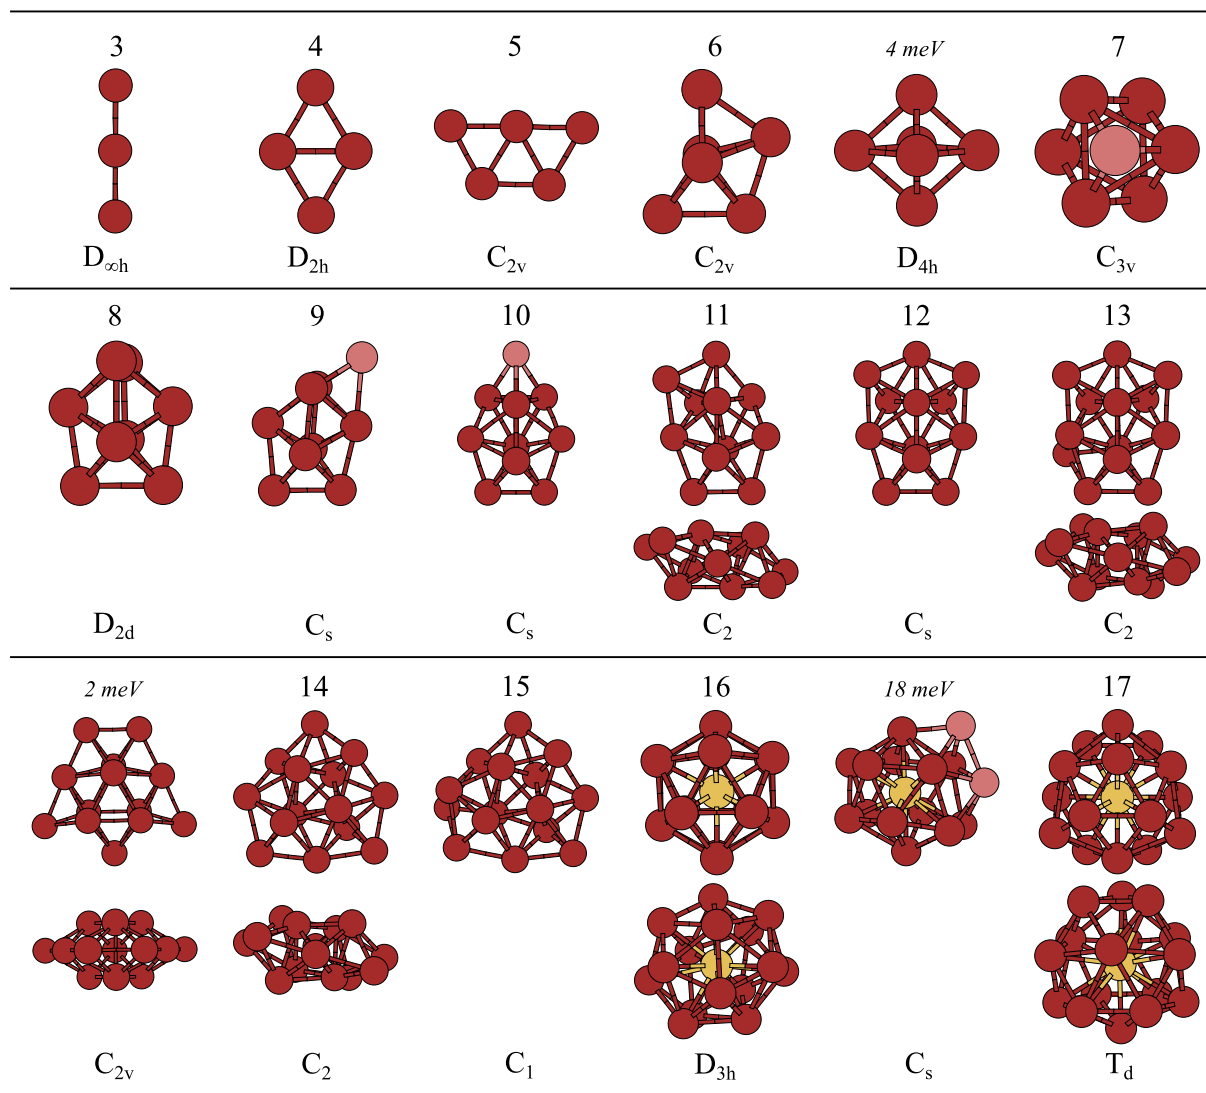 3 4 5 6 4 meV 7
D∞h D2h C2v C2v D4h C3v
8 9 10 11 12 13
D2d Cs Cs C2 Cs C2
2 meV 14 15 16 18 meV 17
C2v C2 C1 D3h Cs Td